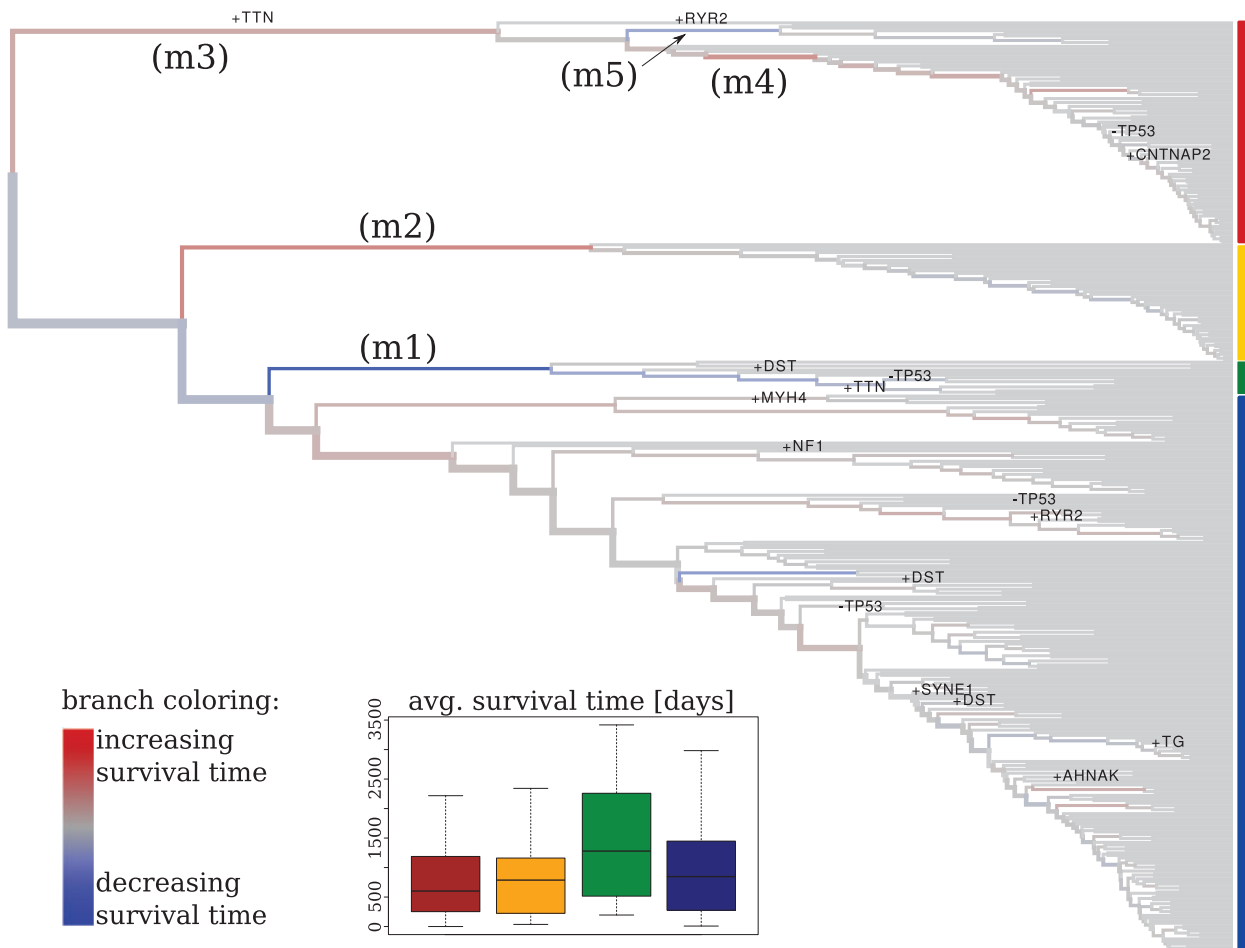 +TTN
+RYR2
(m3)
(m5)
(m4)
-TP53
+CNTNAP2
(m2)
(m1)
+DST
-TP53
+TTN
+MYH4
+NF1
-TP53
+RYR2
+DST
-TP53
+SYNE1
+DST
+TG
+AHNAK
branch coloring:
increasing
survival time
decreasing
survival time
avg. survival time [days]
3500
2500
1500
500
0